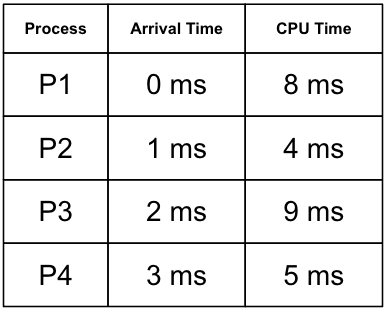 Process Arrival Time CPU Time
P1 0 ms 8 ms
P2 1 ms 4 ms
P3 2 ms 9 ms
P4 3 ms 5 ms